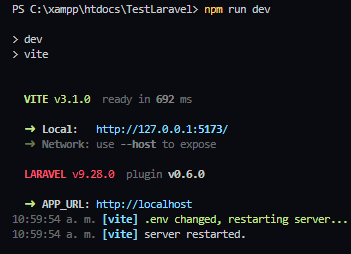 PS C:\xampp\htdocs\TestLaravel> npm run dev
> dev
> vite
VITE v3.1.0  ready in 692 ms
➜ Local:   http://127.0.0.1:5173/
➜ Network: use --host to expose
LARAVEL v9.28.0  plugin v0.6.0
➜ APP_URL: http://localhost
10:59:54 a. m. [vite] .env changed, restarting server...
10:59:54 a. m. [vite] server restarted.